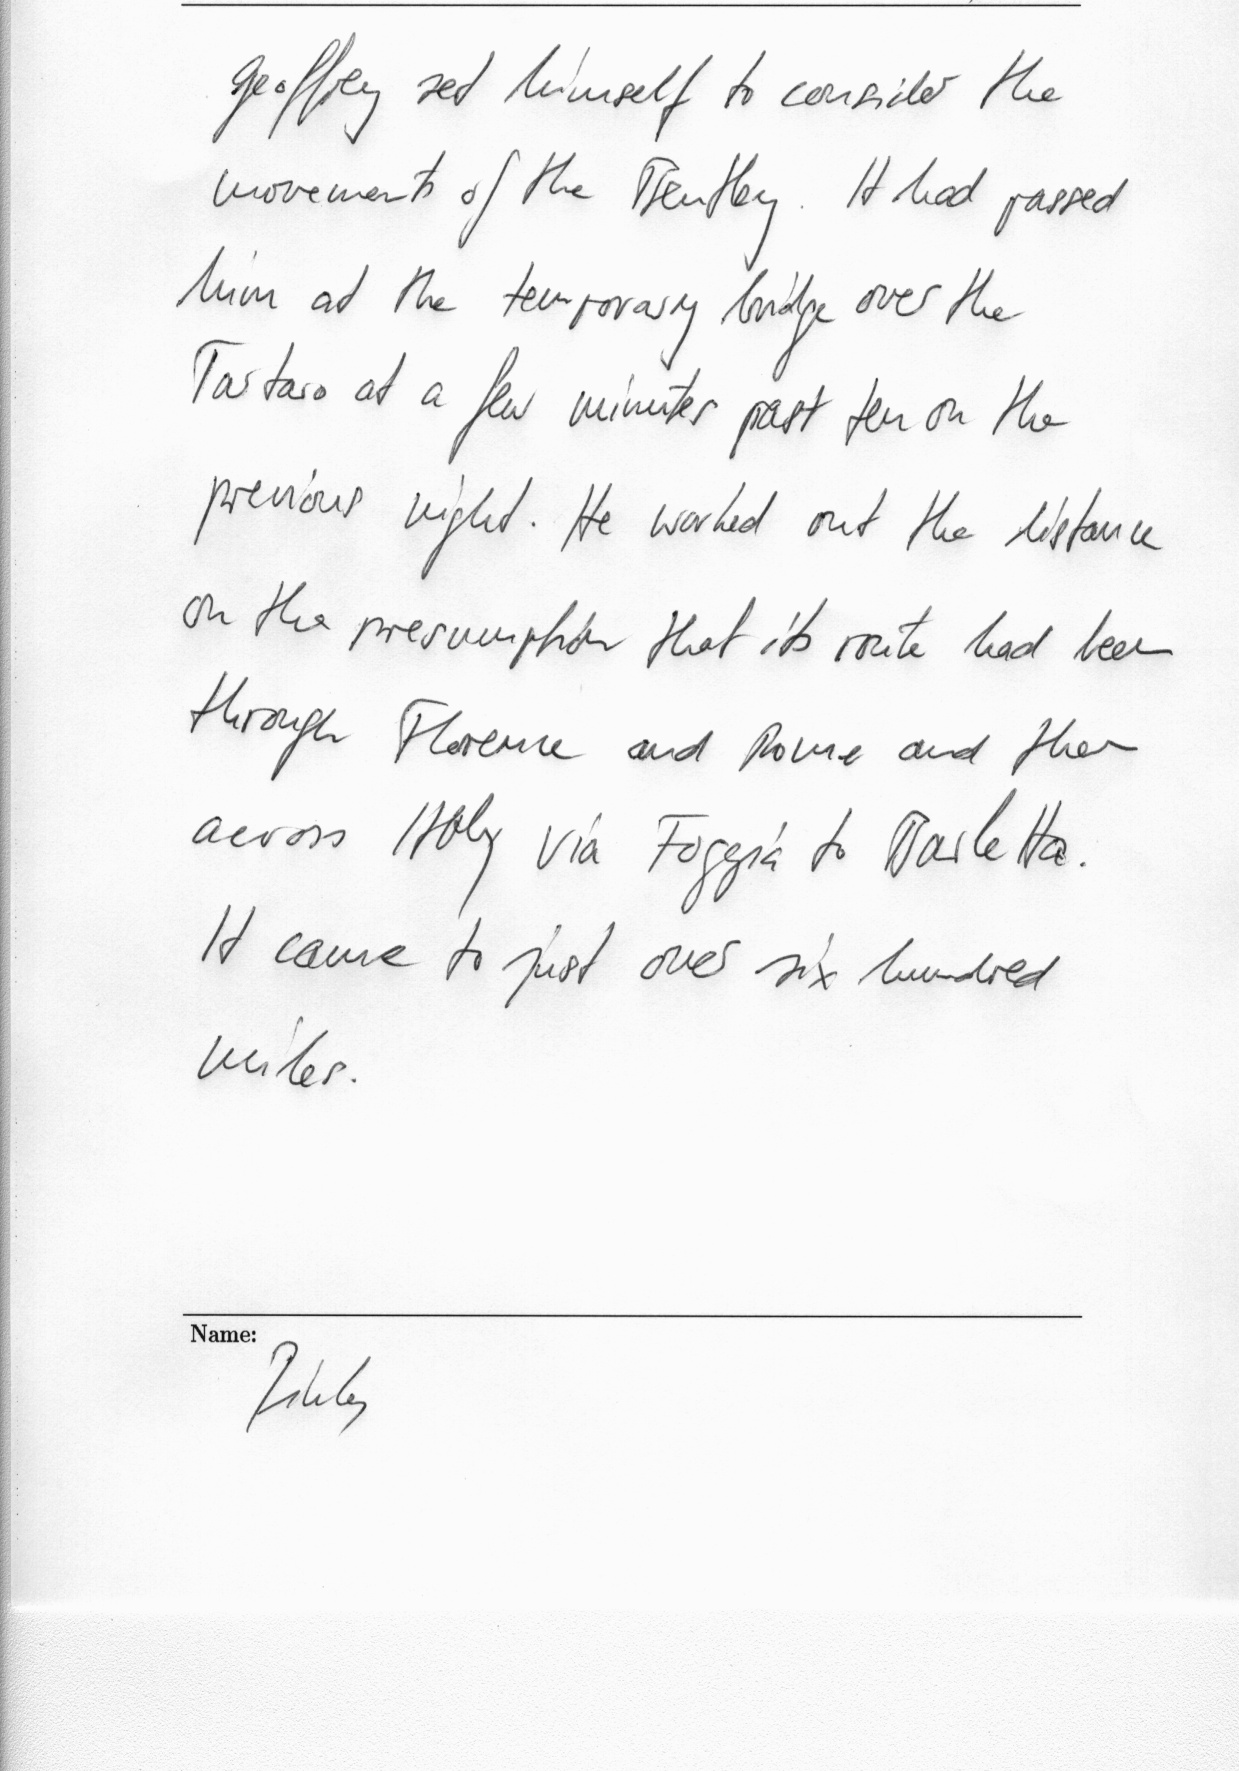 Geoffrey set himself to consider the
movements of the Bentley. It had passed
him at the temporary bridge over the
Tartaro at a few minutes past ten on the
previous night. He worked out the distance
on the presumption that its route had been
through Florence and Rome and then
across Italy via Foggia to Barletta.
It came to just over six hundred
miles.
Name: